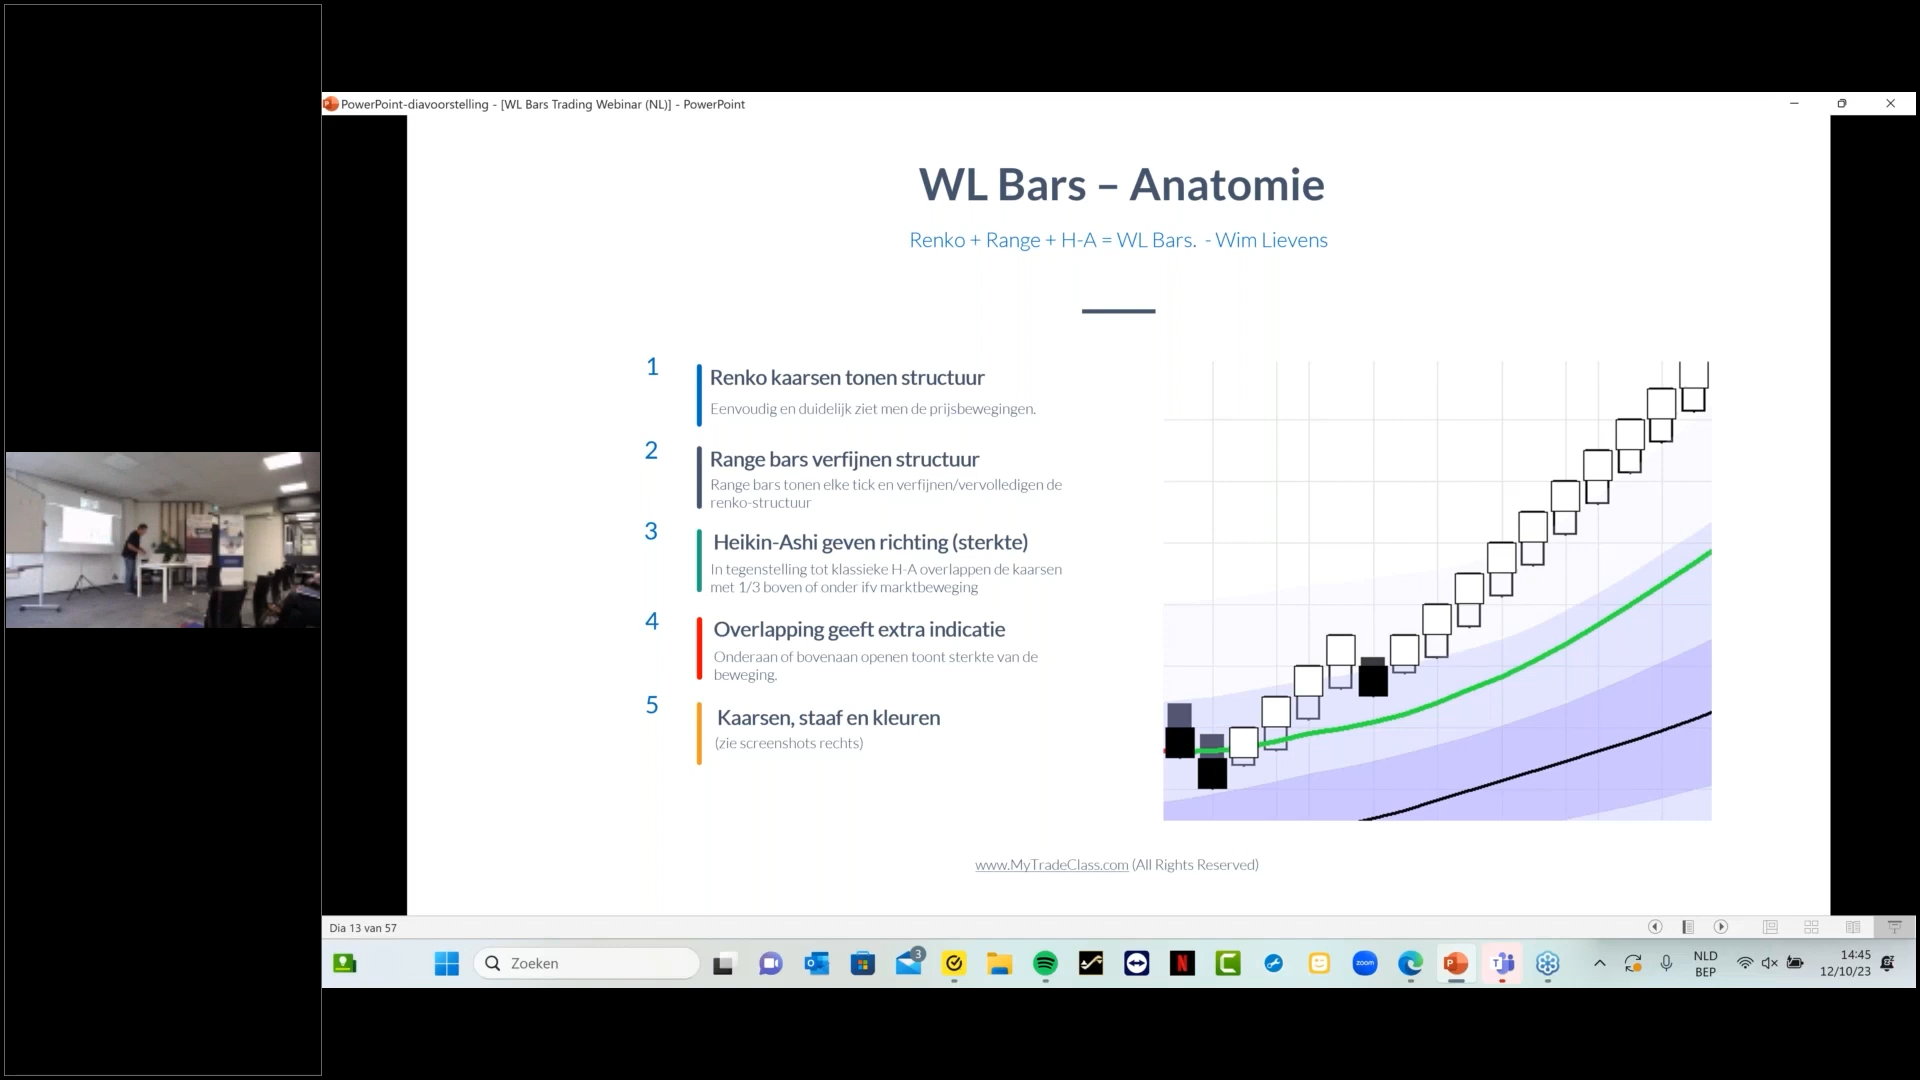 PowerPoint-diavoorstelling - [WL Bars Trading Webinar (NL)] - PowerPoint
WL Bars – Anatomie
Renko + Range + H-A = WL Bars. - Wim Lievens
1
Renko kaarsen tonen structuur
Eenvoudig en duidelijk ziet men de prijsbewegingen.
2
Range bars verfijnen structuur
Range bars tonen elke tick en verfijnen/vervolledigen de
renko-structuur
3
Heikin-Ashi geven richting (sterkte)
In tegenstelling tot klassieke H-A overlappen de kaarsen
met 1/3 boven of onder ifv marktbeweging
4
Overlapping geeft extra indicatie
Onderaan of bovenaan openen toont sterkte van de
beweging.
5
Kaarsen, staaf en kleuren
(zie screenshots rechts)
www.MyTradeClass.com (All Rights Reserved)
Dia 13 van 57
Zoeken
3
zoom
NLD
BEP
14:45
12/10/23